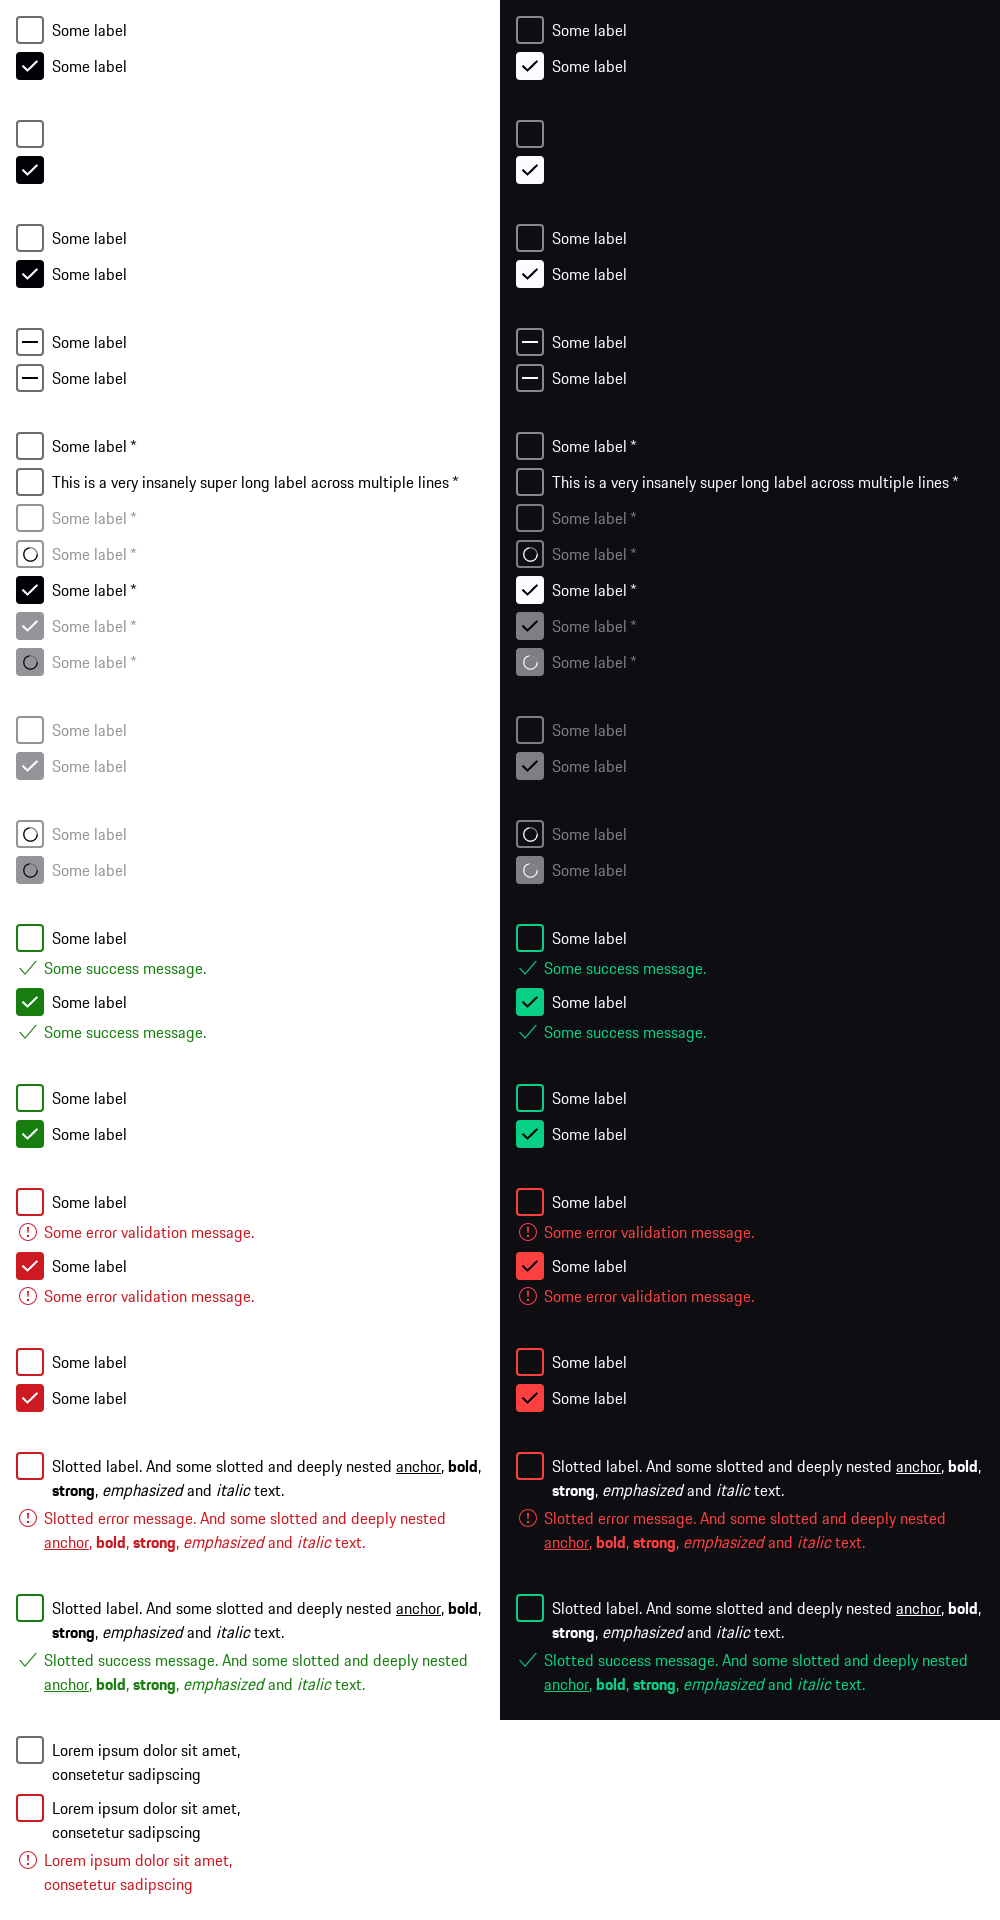 Some label
Some label
Some label
Some label
Some label
Some label
Some label *
This is a very insanely super long label across multiple lines *
Some label *
Some label *
Some label *
Some label *
Some label *
Some label
Some label
Some label
Some label
Some label
Some success message.
Some label
Some success message.
Some label
Some label
Some label
Some error validation message.
Some label
Some error validation message.
Some label
Some label
Slotted label. And some slotted and deeply nested anchor, bold,
strong, emphasized and italic text.
Slotted error message. And some slotted and deeply nested
anchor, bold, strong, emphasized and italic text.
Slotted label. And some slotted and deeply nested anchor, bold,
strong, emphasized and italic text.
Slotted success message. And some slotted and deeply nested
anchor, bold, strong, emphasized and italic text.
Lorem ipsum dolor sit amet,
consetetur sadipscing
Lorem ipsum dolor sit amet,
consetetur sadipscing
Lorem ipsum dolor sit amet,
consetetur sadipscing
Some label
Some label
Some label
Some label
Some label
Some label
Some label *
This is a very insanely super long label across multiple lines *
Some label *
Some label *
Some label *
Some label *
Some label *
Some label
Some label
Some label
Some label
Some label
Some success message.
Some label
Some success message.
Some label
Some label
Some label
Some error validation message.
Some label
Some error validation message.
Some label
Some label
Slotted label. And some slotted and deeply nested anchor, bold,
strong, emphasized and italic text.
Slotted error message. And some slotted and deeply nested
anchor, bold, strong, emphasized and italic text.
Slotted label. And some slotted and deeply nested anchor, bold,
strong, emphasized and italic text.
Slotted success message. And some slotted and deeply nested
anchor, bold, strong, emphasized and italic text.